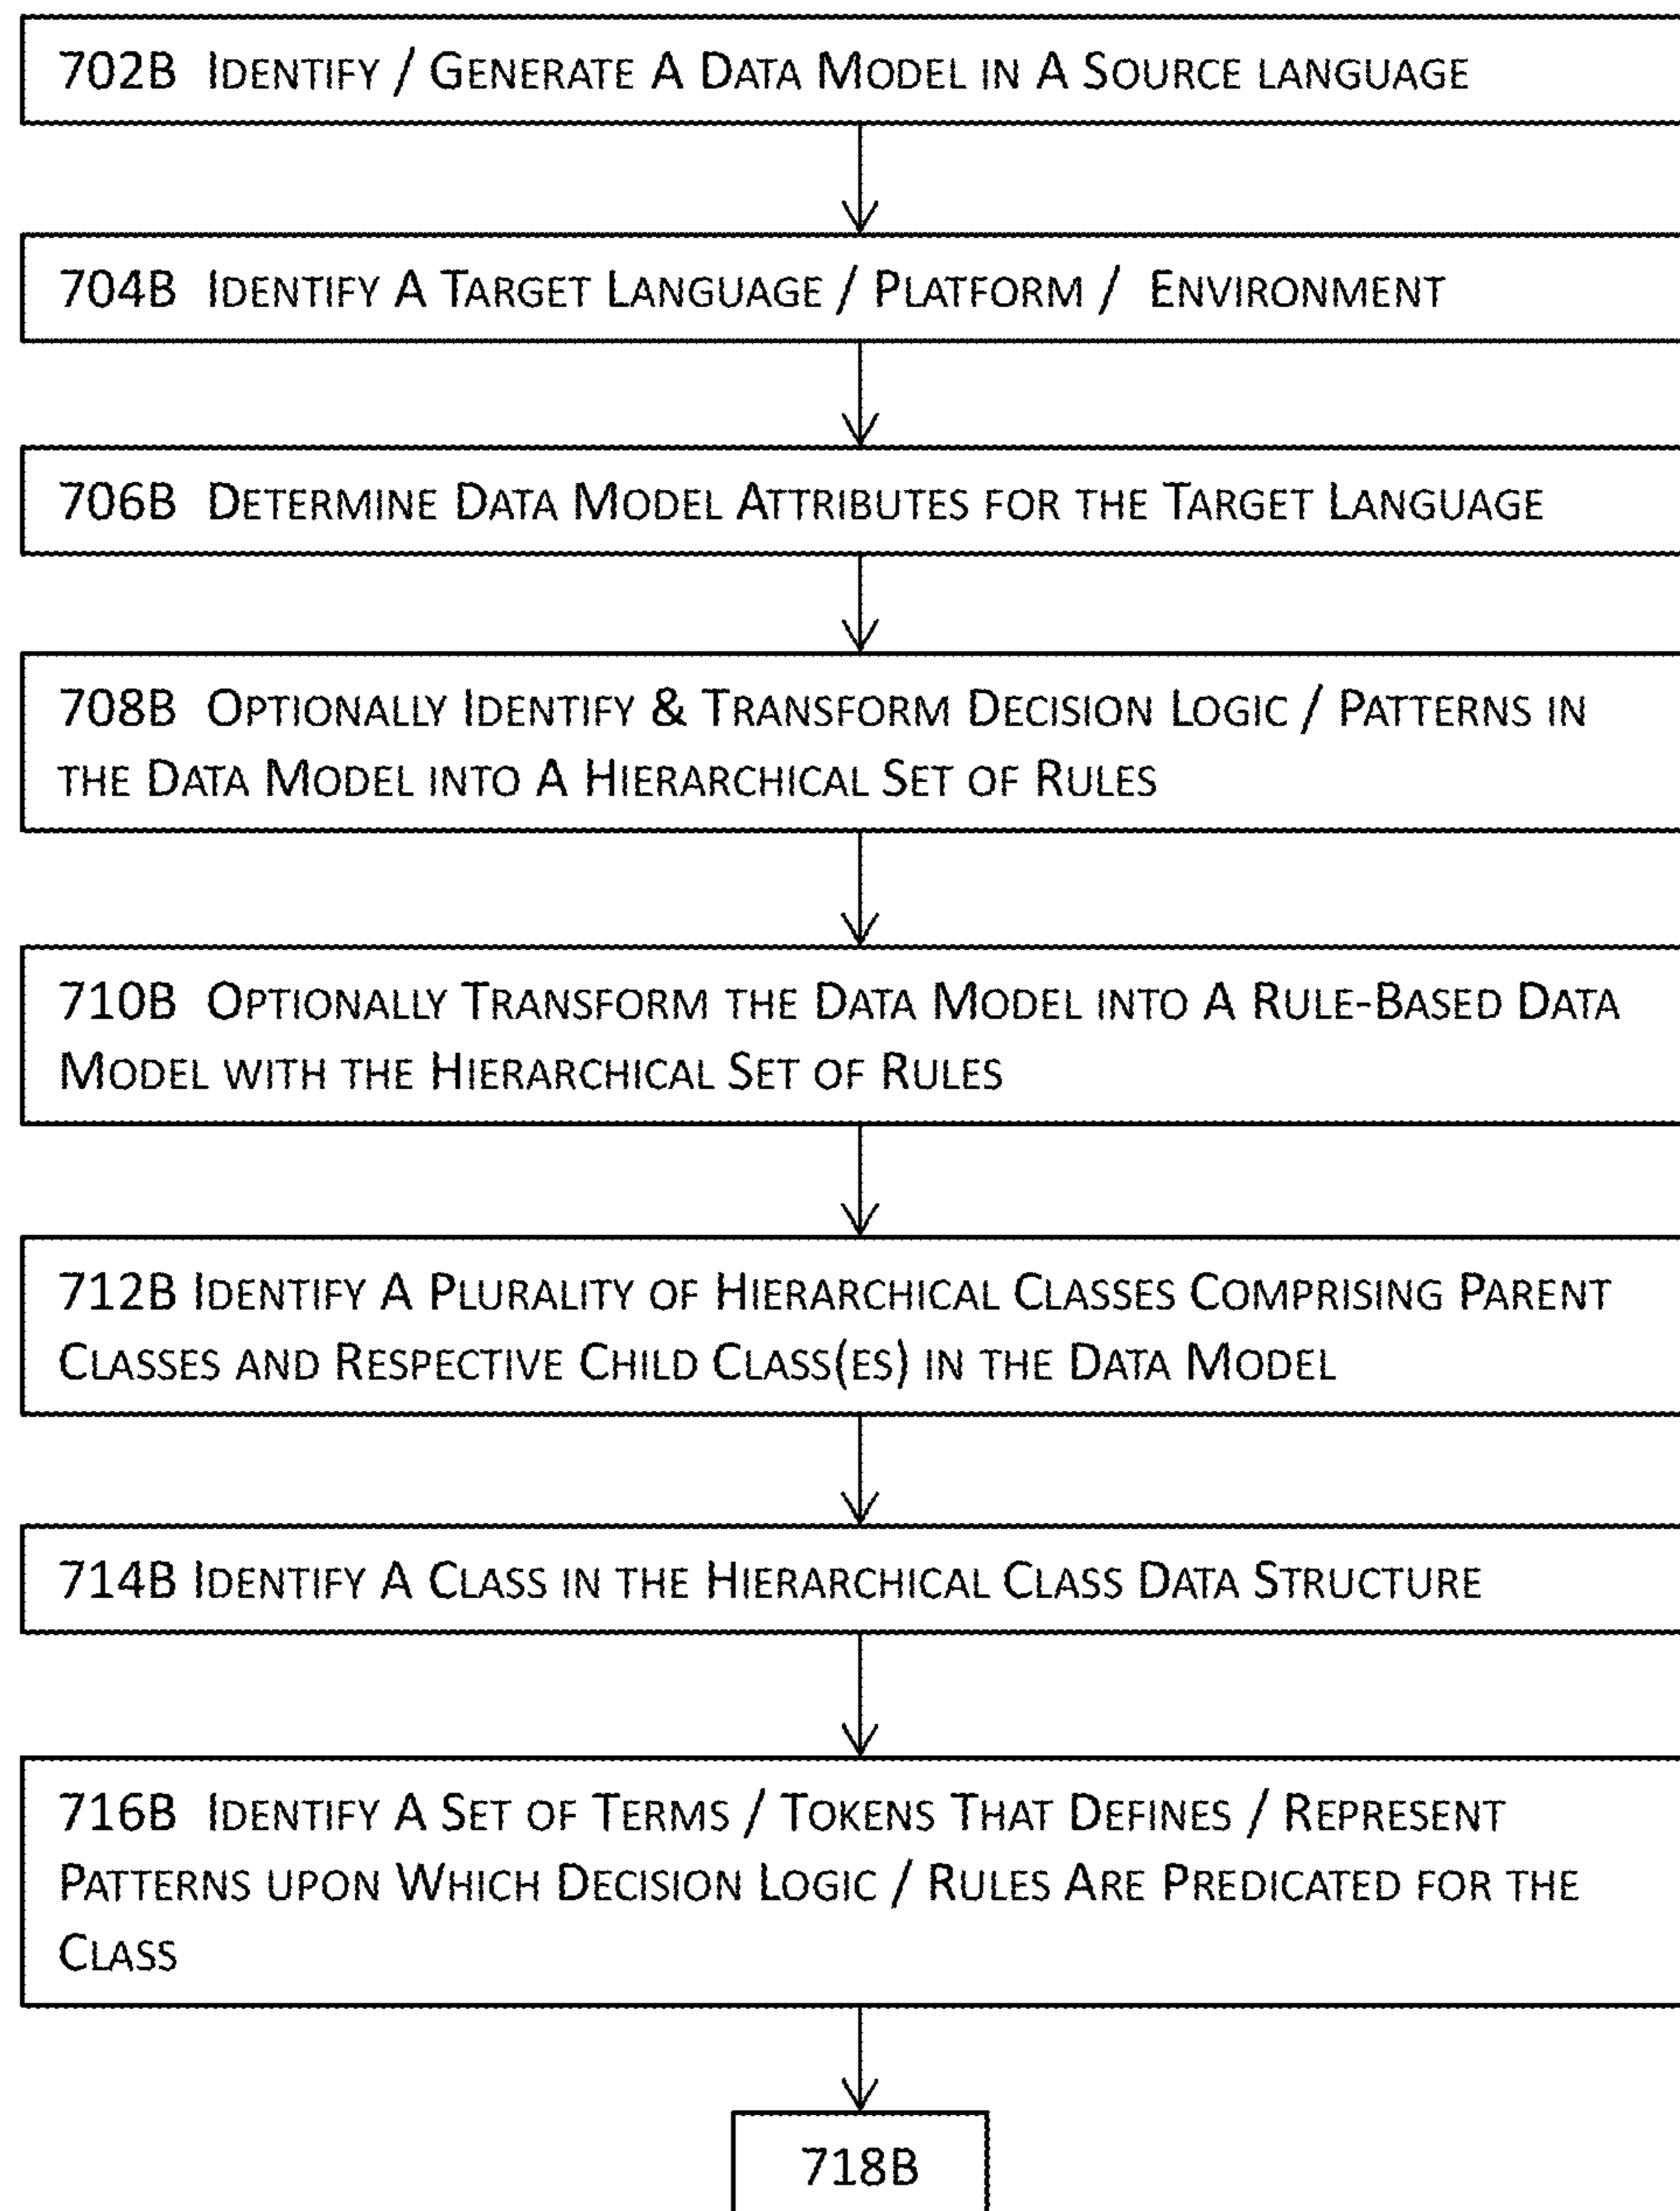 702B Identify / Generate A Data Model in A Source language
704B Identify A Target Language / Platform / Environment
706B Determine Data Model Attributes for the Target Language
708B Optionally Identify & Transform Decision Logic / Patterns in
the Data Model into A Hierarchical Set of Rules
710B Optionally Transform the Data Model into A Rule-Based Data
Model with the Hierarchical Set of Rules
712B Identify A Plurality of Hierarchical Classes Comprising Parent
Classes and Respective Child Class(es) in the Data Model
714B Identify A Class in the Hierarchical Class Data Structure
716B Identify A Set of Terms / Tokens That Defines / Represent
Patterns upon Which Decision Logic / Rules Are Predicated for the
Class
718B